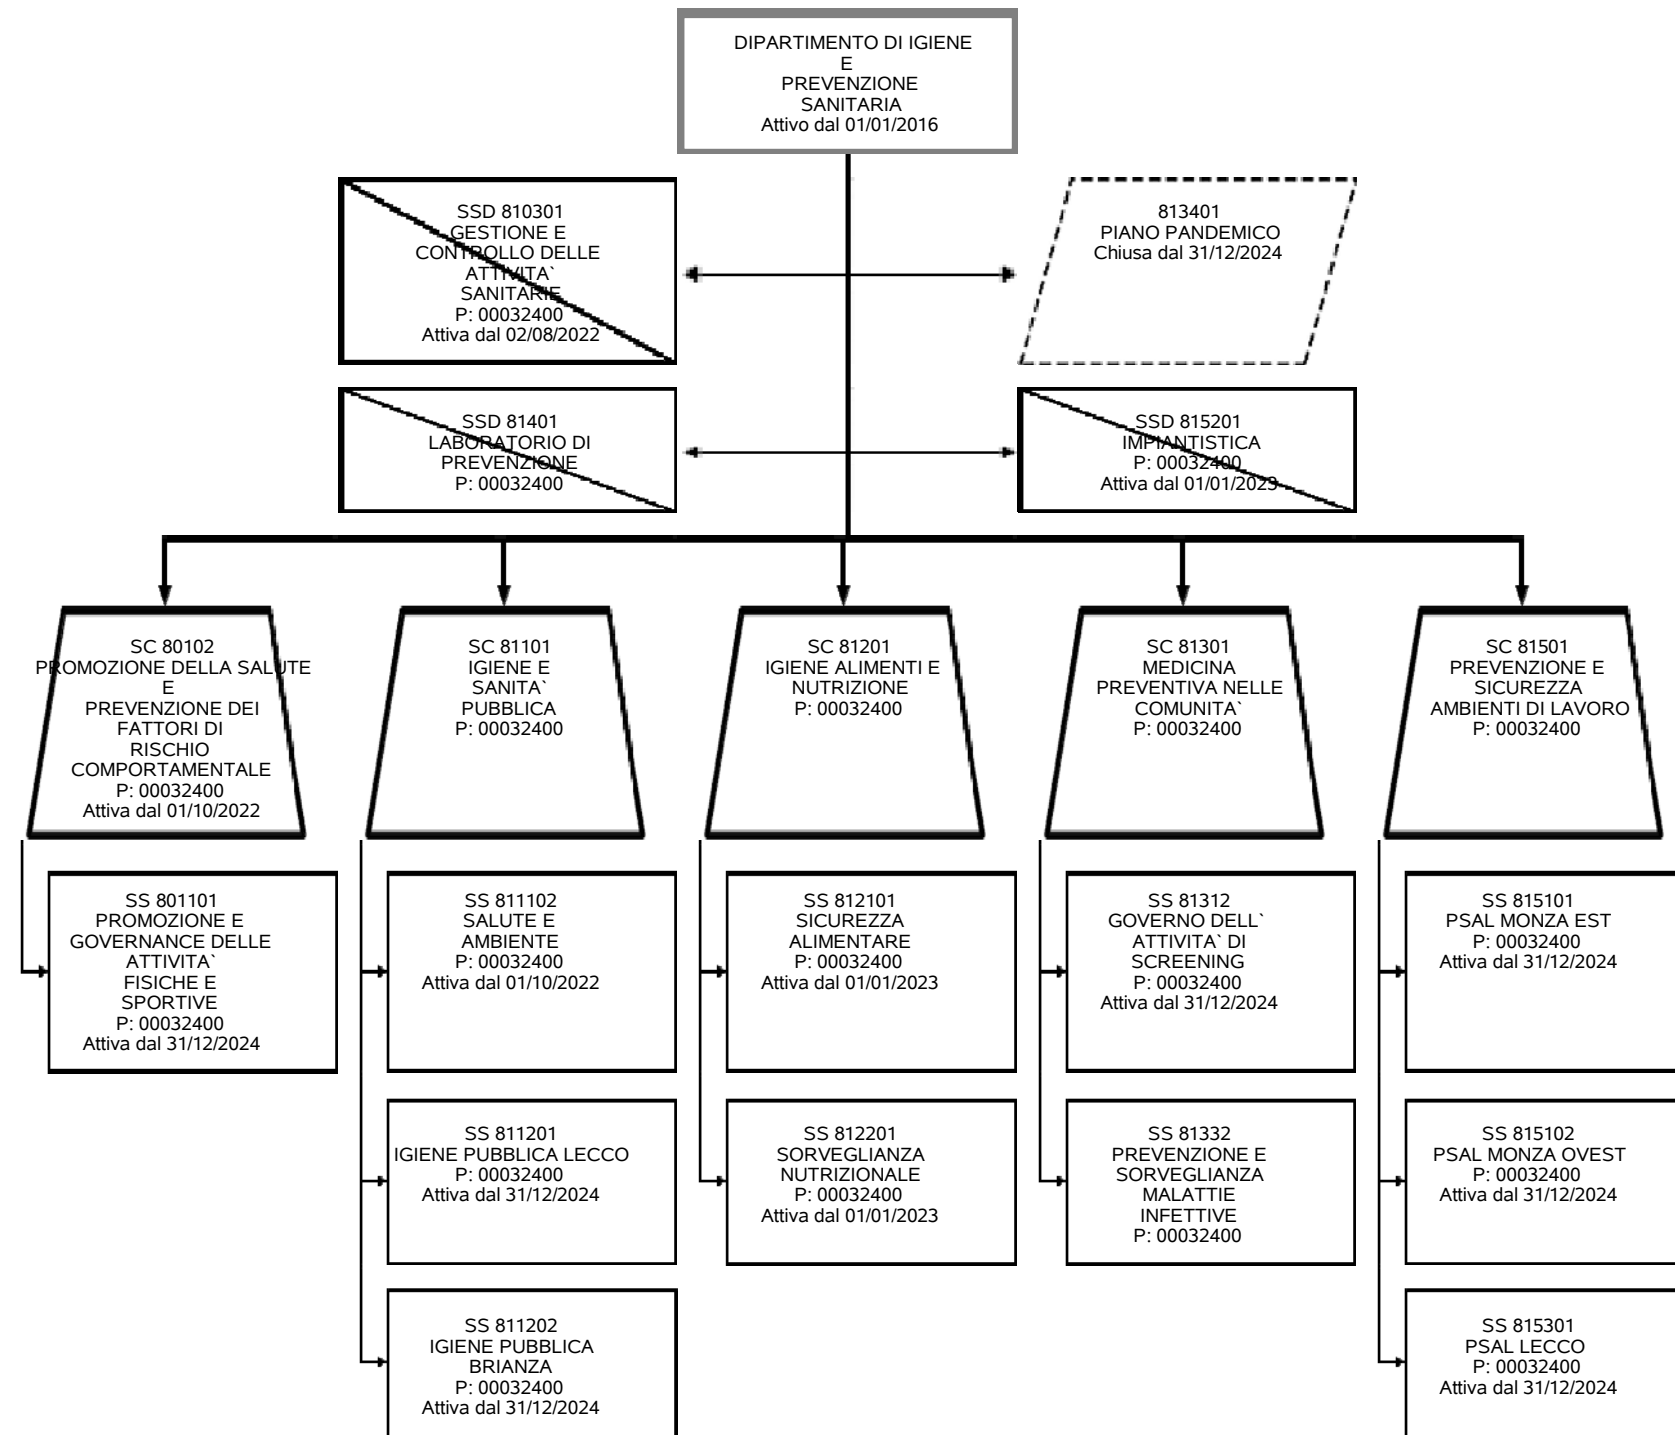 DIPARTIMENTO DI IGIENE
E
PREVENZIONE
SANITARIA
Attivo dal 01/01/2016
SSD 810301
GESTIONE E
CONTROLLO DELLE
ATTIVITA`
SANITARIE
P: 00032400
Attiva dal 02/08/2022
813401
PIANO PANDEMICO
Chiusa dal 31/12/2024
SSD 81401
LABORATORIO DI
PREVENZIONE
P: 00032400
SSD 815201
IMPIANTISTICA
P: 00032400
Attiva dal 01/01/2023
SC 80102
PROMOZIONE DELLA SALUTE
E
PREVENZIONE DEI
FATTORI DI
RISCHIO
COMPORTAMENTALE
P: 00032400
Attiva dal 01/10/2022
SC 81101
IGIENE E
SANITA`
PUBBLICA
P: 00032400
SC 81201
IGIENE ALIMENTI E
NUTRIZIONE
P: 00032400
SC 81301
MEDICINA
PREVENTIVA NELLE
COMUNITA`
P: 00032400
SC 81501
PREVENZIONE E
SICUREZZA
AMBIENTI DI LAVORO
P: 00032400
SS 801101
PROMOZIONE E
GOVERNANCE DELLE
ATTIVITA`
FISICHE E
SPORTIVE
P: 00032400
Attiva dal 31/12/2024
SS 811102
SALUTE E
AMBIENTE
P: 00032400
Attiva dal 01/10/2022
SS 812101
SICUREZZA
ALIMENTARE
P: 00032400
Attiva dal 01/01/2023
SS 81312
GOVERNO DELL`
ATTIVITA` DI
SCREENING
P: 00032400
Attiva dal 31/12/2024
SS 815101
PSAL MONZA EST
P: 00032400
Attiva dal 31/12/2024
SS 811201
IGIENE PUBBLICA LECCO
P: 00032400
Attiva dal 31/12/2024
SS 812201
SORVEGLIANZA
NUTRIZIONALE
P: 00032400
Attiva dal 01/01/2023
SS 81332
PREVENZIONE E
SORVEGLIANZA
MALATTIE
INFETTIVE
P: 00032400
SS 815102
PSAL MONZA OVEST
P: 00032400
Attiva dal 31/12/2024
SS 811202
IGIENE PUBBLICA
BRIANZA
P: 00032400
Attiva dal 31/12/2024
SS 815301
PSAL LECCO
P: 00032400
Attiva dal 31/12/2024